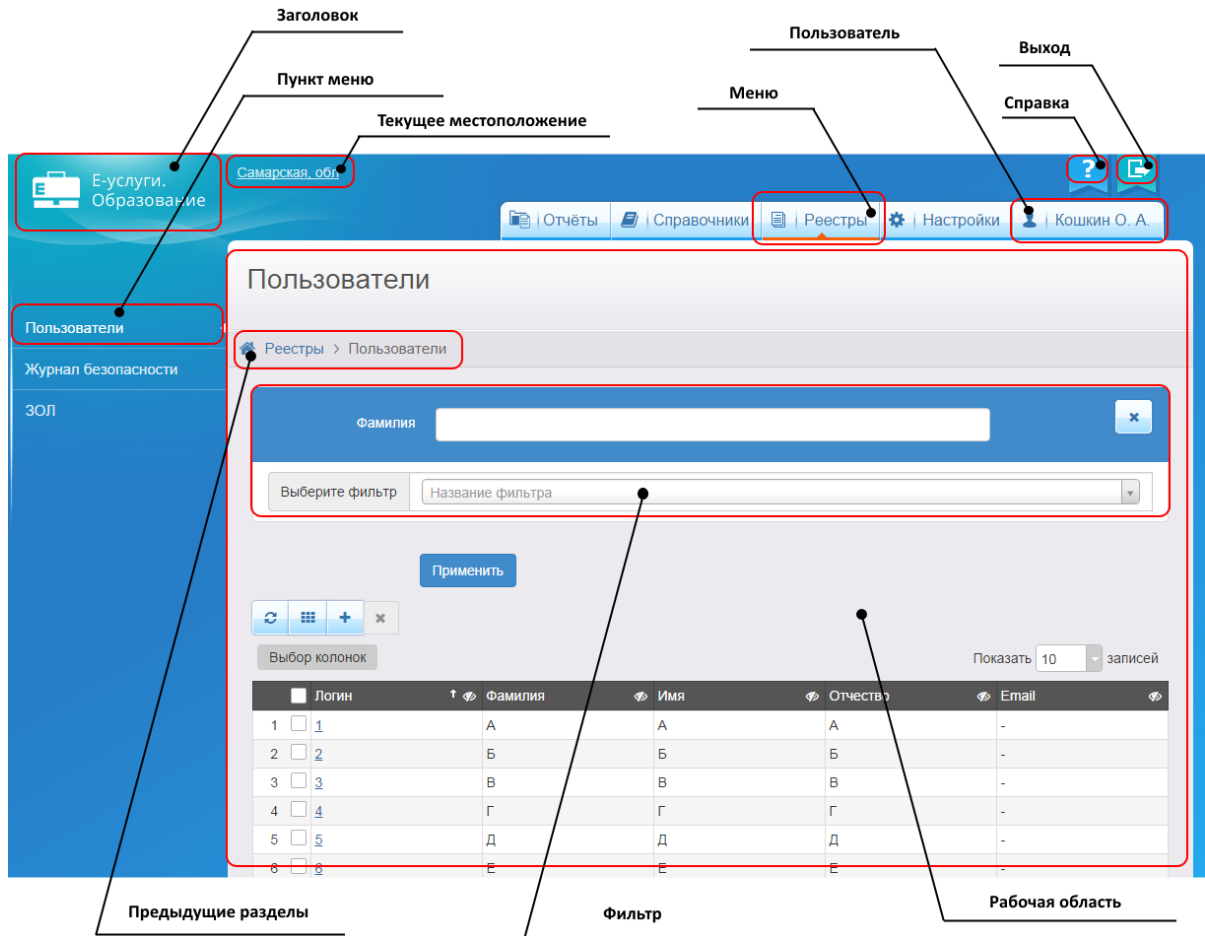 Заголовок
Пользователь
Выход
Пункт меню
Меню
Справка
Текущее местоположение
E
Е-услуги.
Образование
Самарская, обл
?
Отчёты
Справочники
Реестры
Настройки
Кошкин О. А.
Пользователи
Пользователи
Журнал безопасности
ЗОЛ
Реестры > Пользователи
Фамилия
Выберите фильтр Название фильтра
Применить
Выбор колонок
Показать 10 записей
Логин Фамилия Имя Отчество Email
1 1 А А А -
2 2 Б Б Б -
3 3 В В В -
4 4 Г Г Г -
5 5 Д Д Д -
6 6 Е Е Е -
Предыдущие разделы
Фильтр
Рабочая область